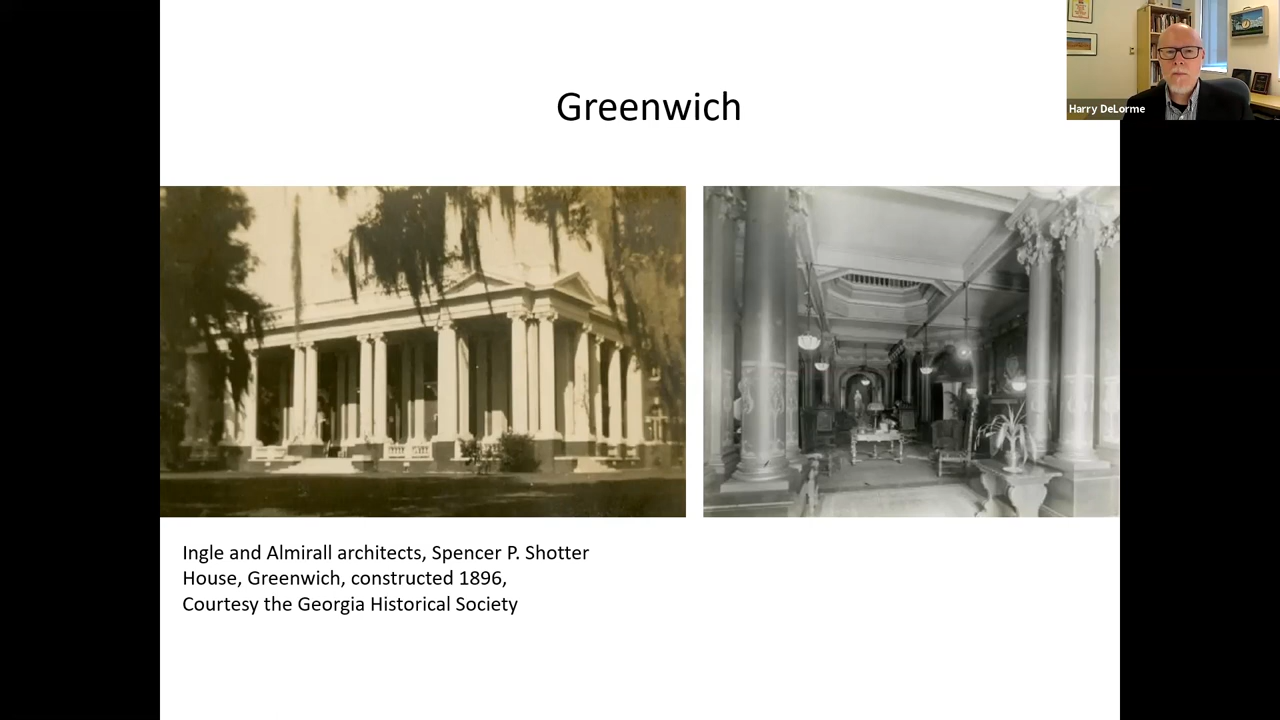 Greenwich
Harry DeLorme
Ingle and Almirall architects, Spencer P. Shotter
House, Greenwich, constructed 1896,
Courtesy the Georgia Historical Society